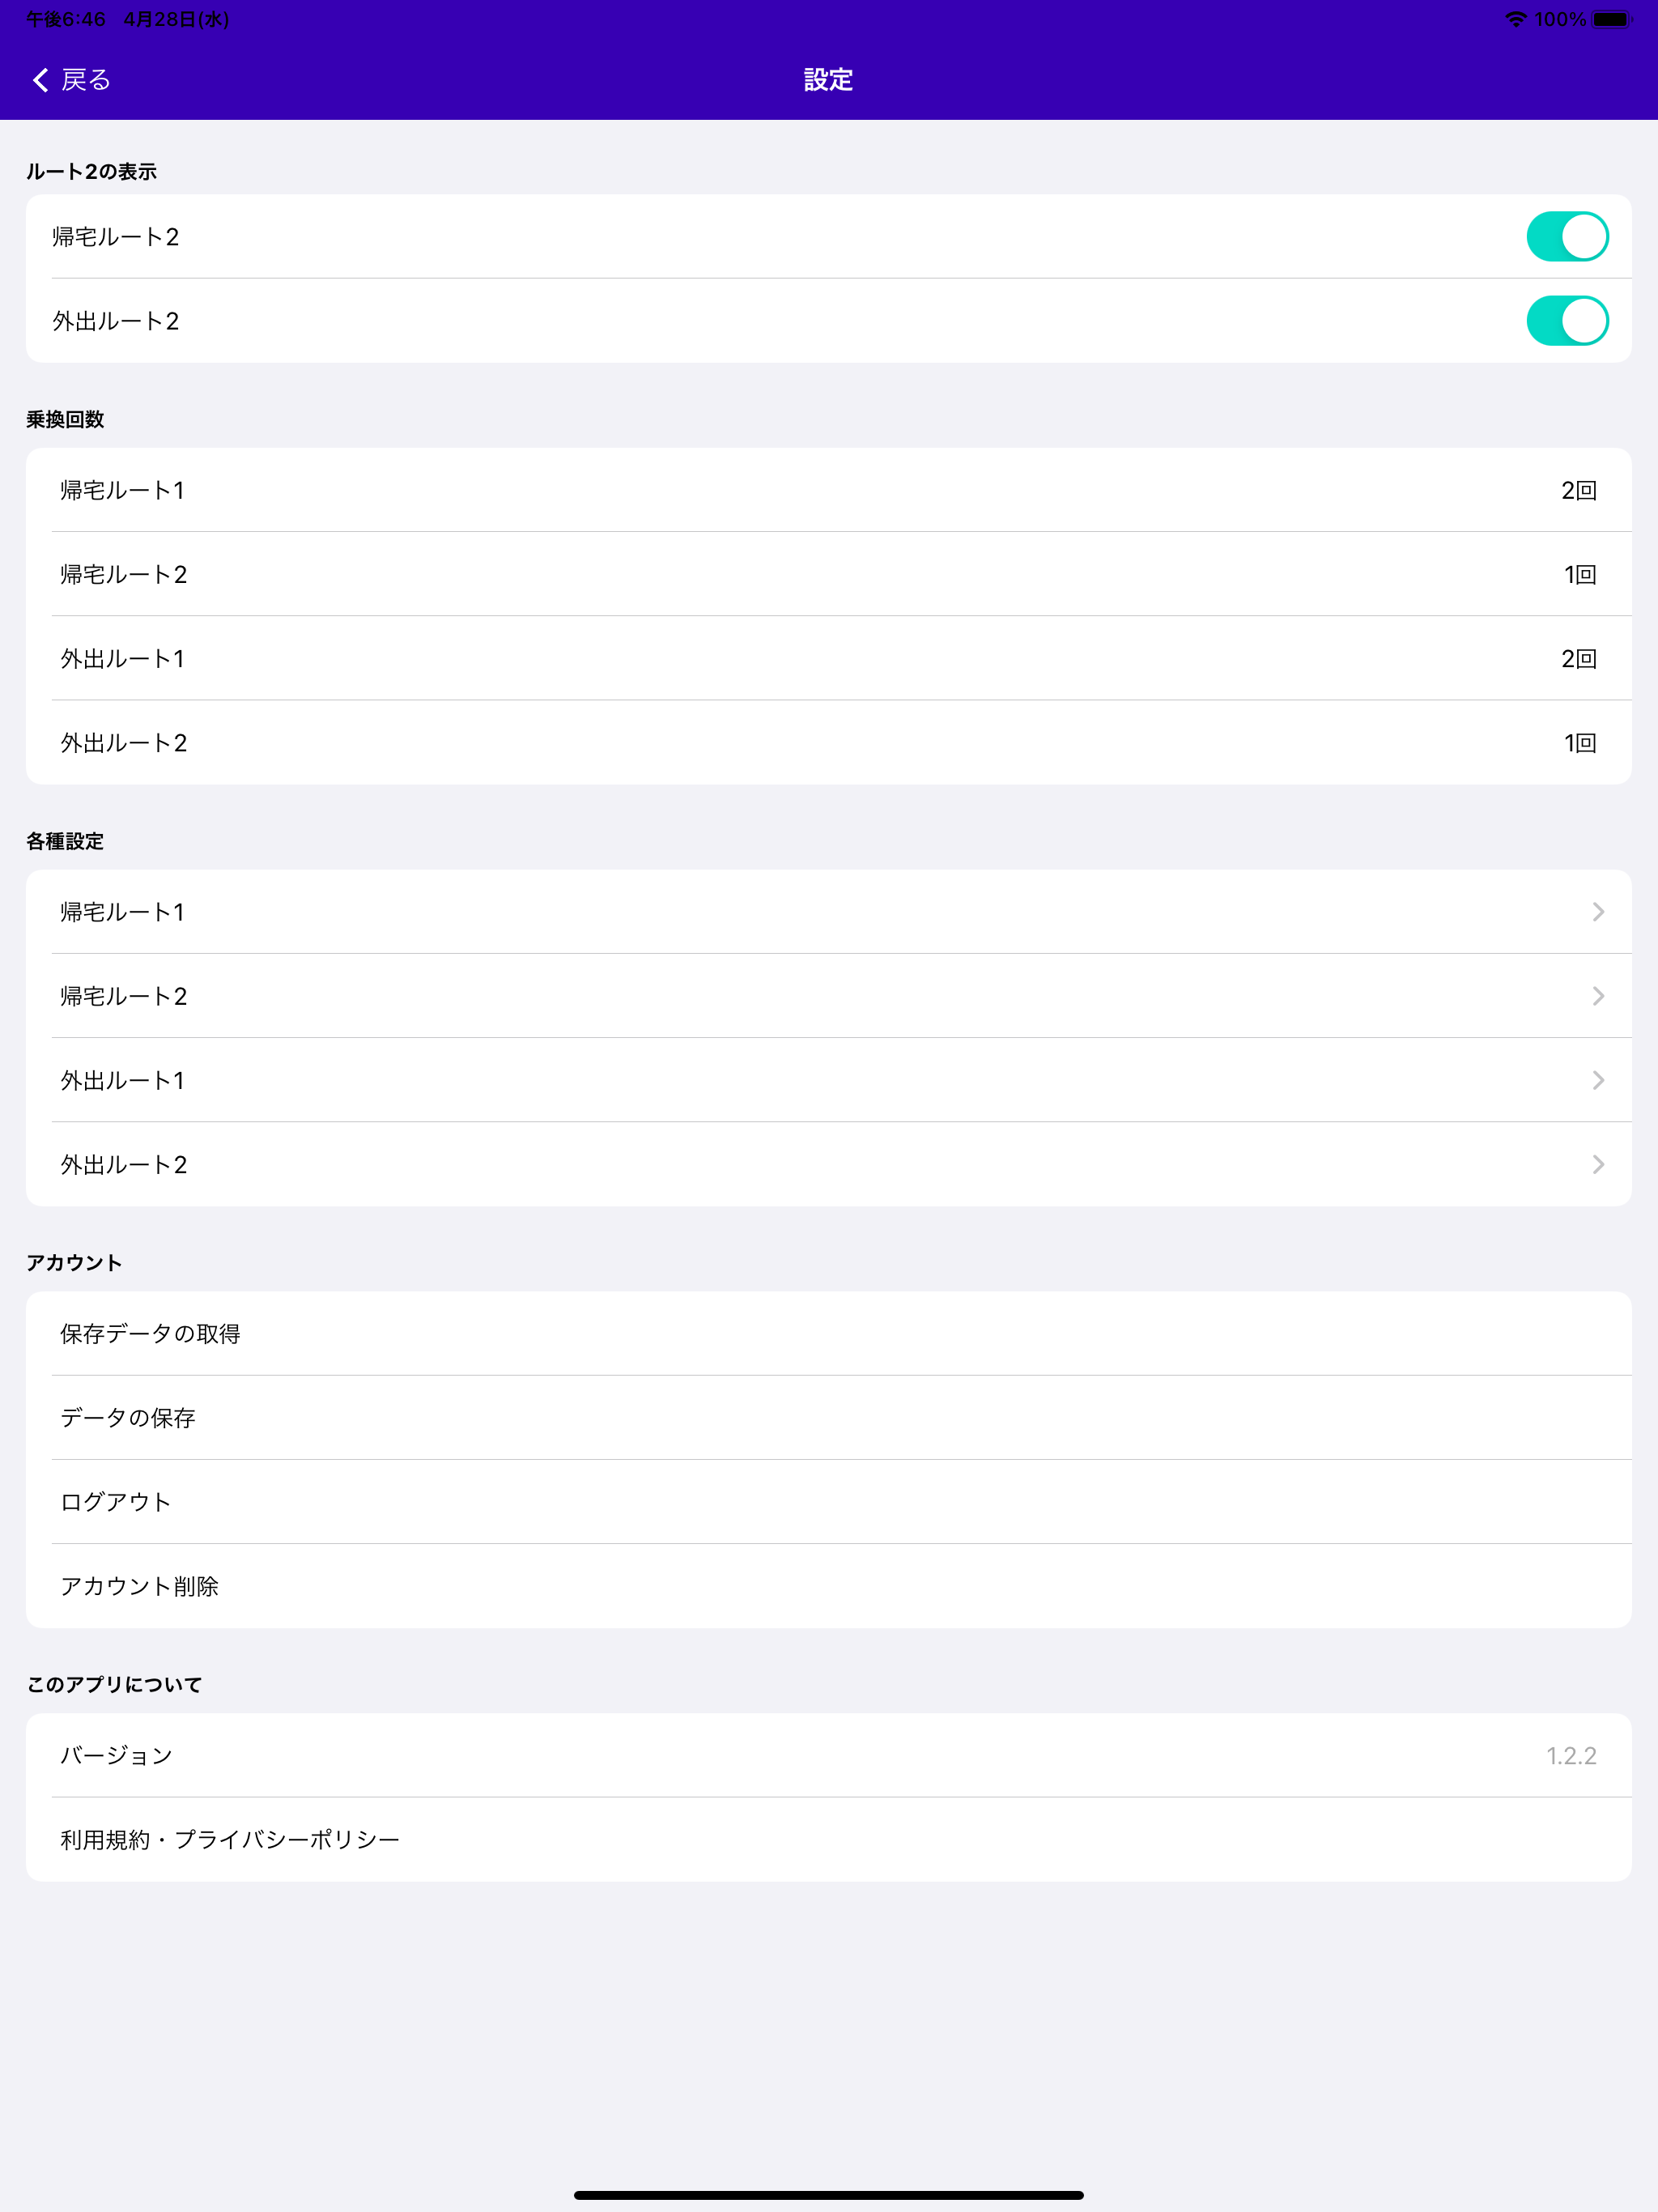 午後6:46 4月28日(水) 100%
戻る 設定
ルート2の表示
帰宅ルート2
外出ルート2
乗換回数
帰宅ルート1 2回
帰宅ルート2 1回
外出ルート1 2回
外出ルート2 1回
各種設定
帰宅ルート1
帰宅ルート2
外出ルート1
外出ルート2
アカウント
保存データの取得
データの保存
ログアウト
アカウント削除
このアプリについて
バージョン 1.2.2
利用規約・プライバシーポリシー